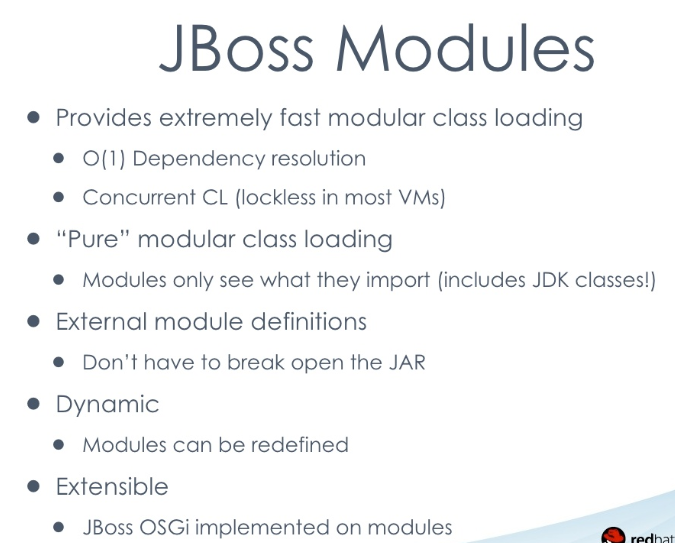 JBoss Modules
● Provides extremely fast modular class loading
● O(1) Dependency resolution
● Concurrent CL (lockless in most VMs)
● “Pure” modular class loading
● Modules only see what they import (includes JDK classes!)
● External module definitions
● Don’t have to break open the JAR
● Dynamic
● Modules can be redefined
● Extensible
● JBoss OSGi implemented on modules
redhat